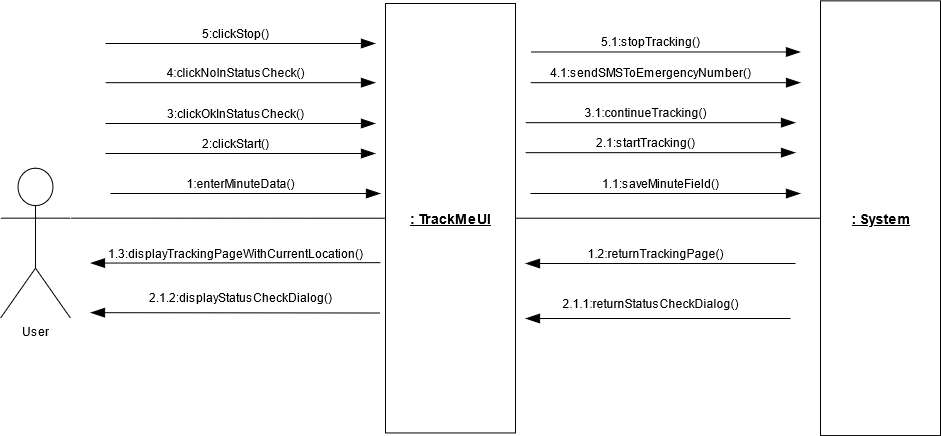 5:clickStop()
5.1:stopTracking()
4:clickNoInStatusCheck()
4.1:sendSMSToEmergencyNumber()
3:clickOkInStatusCheck()
3.1:continueTracking()
2:clickStart()
2.1:startTracking()
1:enterMinuteData()
1.1:saveMinuteField()
: TrackMeUI
: System
1.3:displayTrackingPageWithCurrentLocation()
1.2:returnTrackingPage()
2.1.2:displayStatusCheckDialog()
2.1.1:returnStatusCheckDialog()
User